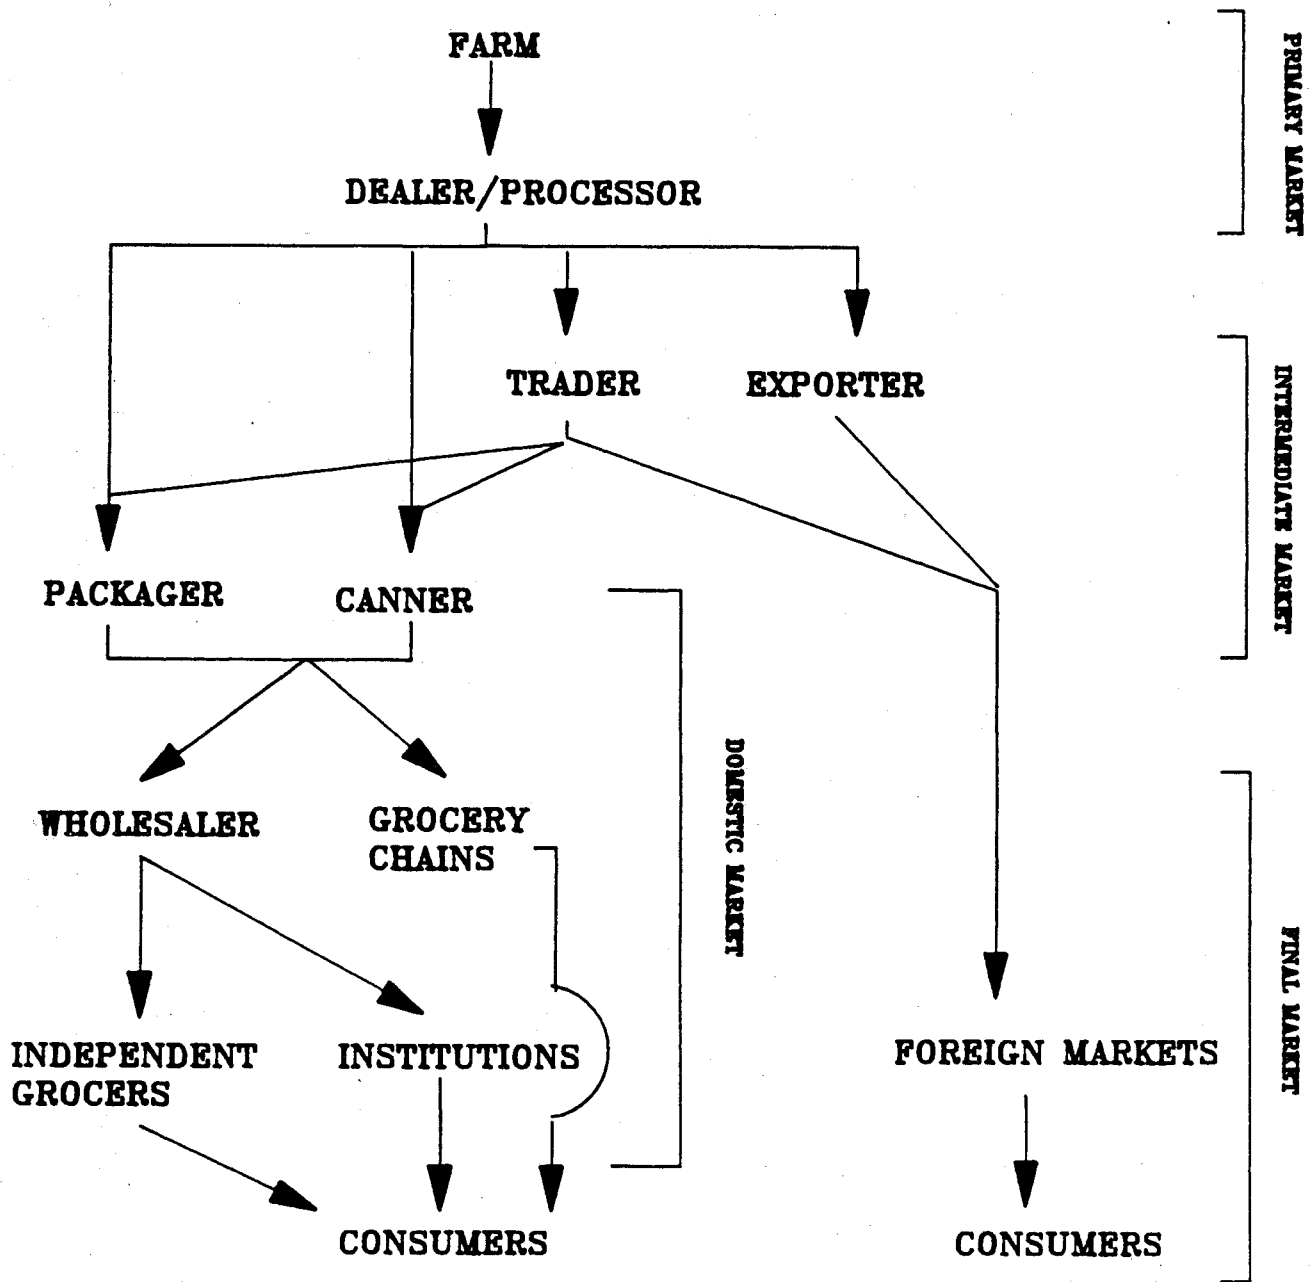 FARM
PRIMARY MARKET
DEALER/PROCESSOR
TRADER
EXPORTER
INTERMEDIATE MARKET
PACKAGER
CANNER
DOMESTIC MARKET
WHOLESALER
GROCERY
CHAINS
FINAL MARKET
INDEPENDENT
GROCERS
INSTITUTIONS
FOREIGN MARKETS
CONSUMERS
CONSUMERS